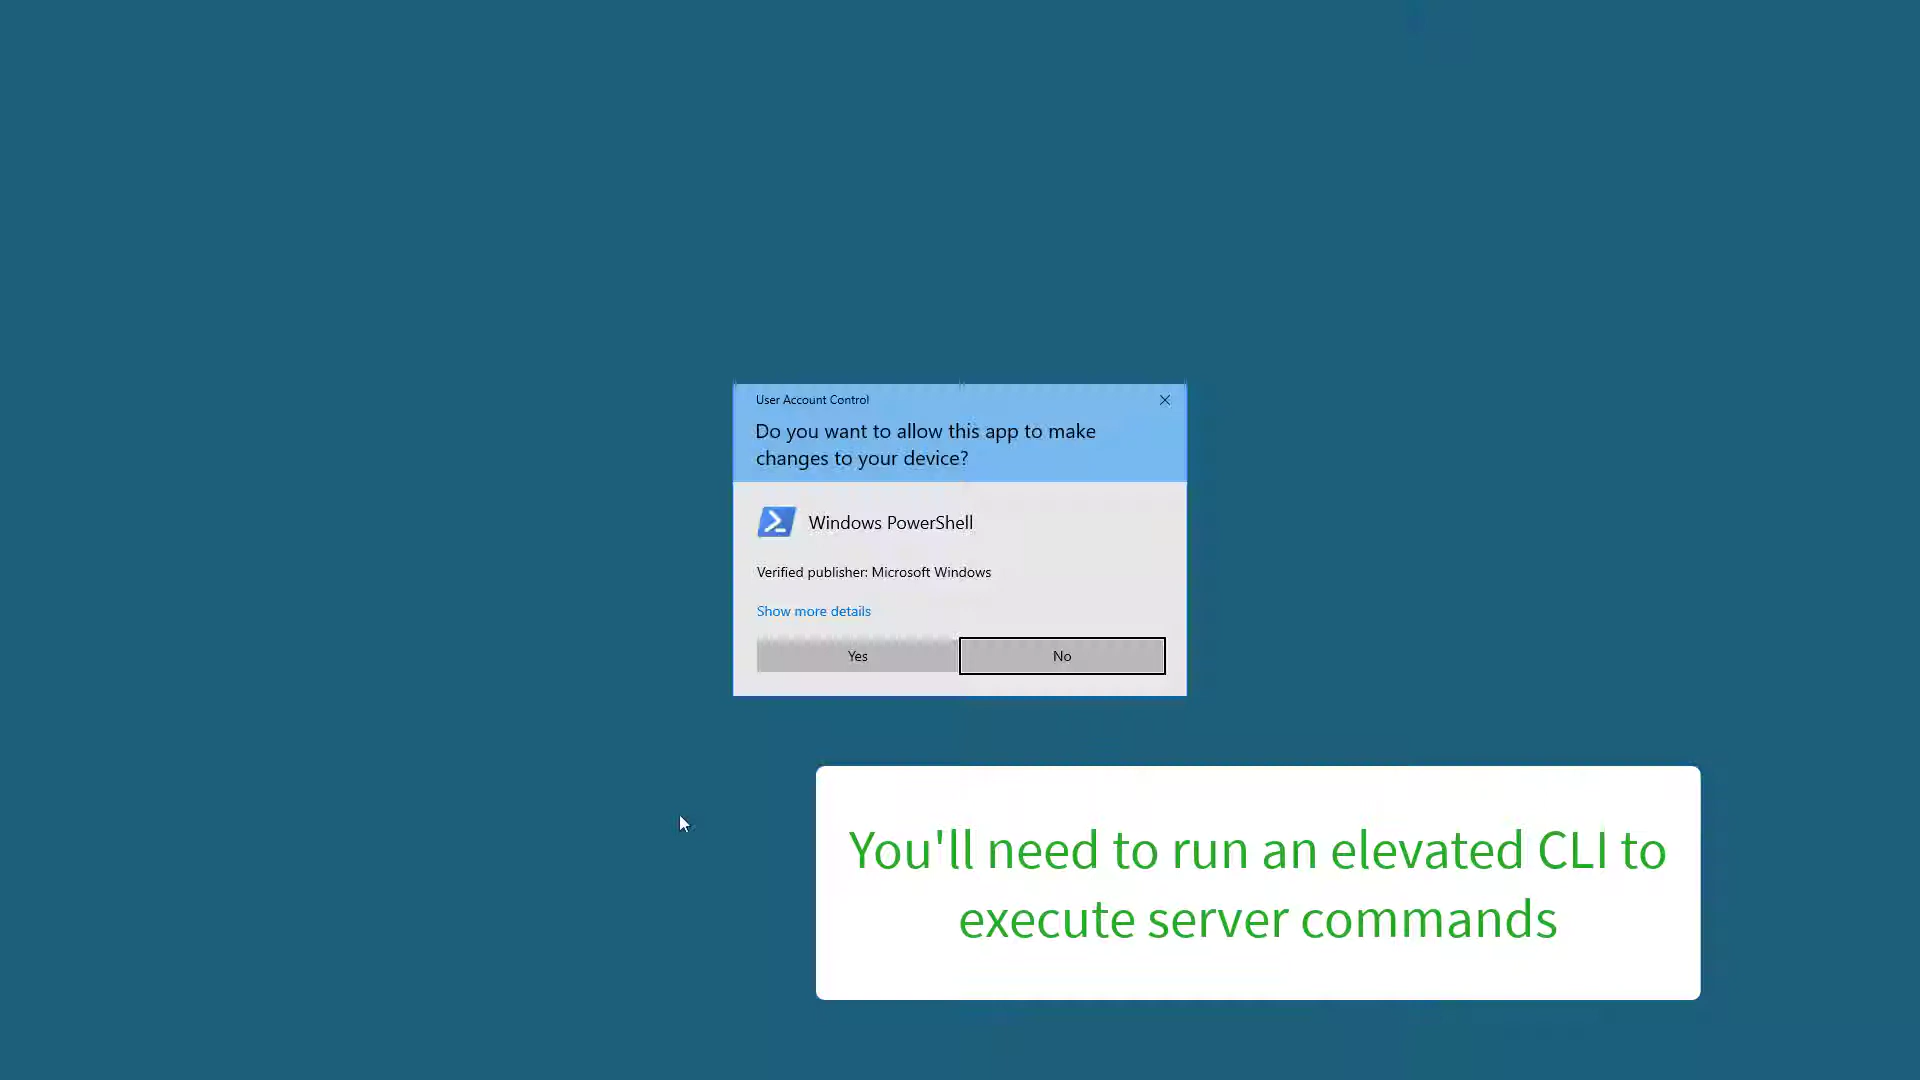 User Account Control
Do you want to allow this app to make
changes to your device?
Windows PowerShell
Verified publisher: Microsoft Windows
Show more details
Yes
No
You'll need to run an elevated CLI to
execute server commands